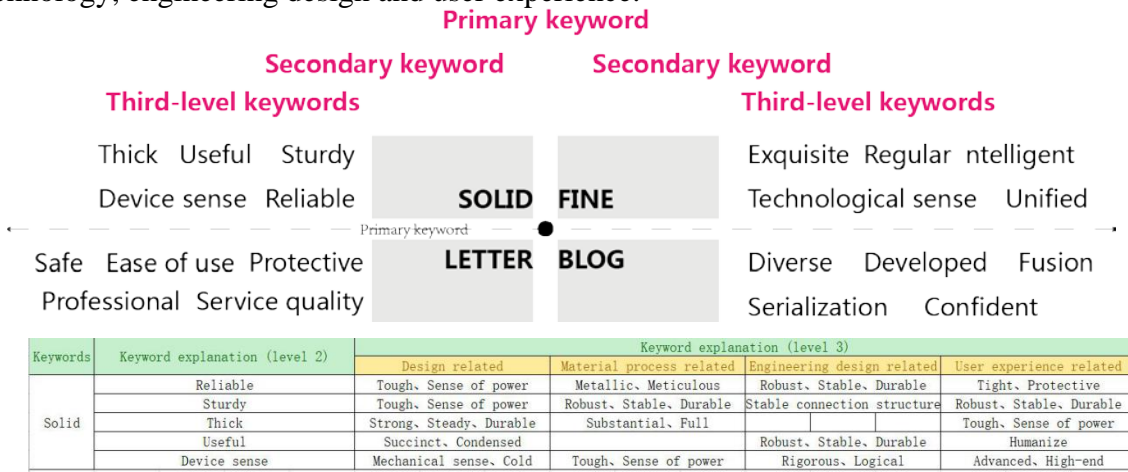 nology, engineering design and user experience.
Primary keyword
Secondary keyword Secondary keyword
Third-level keywords Third-level keywords
Thick Useful Sturdy Exquisite Regular ntelligent
Device sense Reliable SOLID FINE Technological sense Unified
Primary keyword
Safe Ease of use Protective LETTER BLOG Diverse Developed Fusion
Professional Service quality Serialization Confident
Keywords Keyword explanation (level 2) Keyword explanation (level 3)
Design related Material process related Engineering design related User experience related
Reliable Tough、Sense of power Metallic、Meticulous Robust、Stable、Durable Tight、Protective
Sturdy Tough、Sense of power Robust、Stable、Durable Stable connection structure Robust、Stable、Durable
Solid Thick Strong、Steady、Durable Substantial、Full Tough、Sense of power
Useful Succinct、Condensed Robust、Stable、Durable Humanize
Device sense Mechanical sense、Cold Tough、Sense of power Rigorous、Logical Advanced、High-end